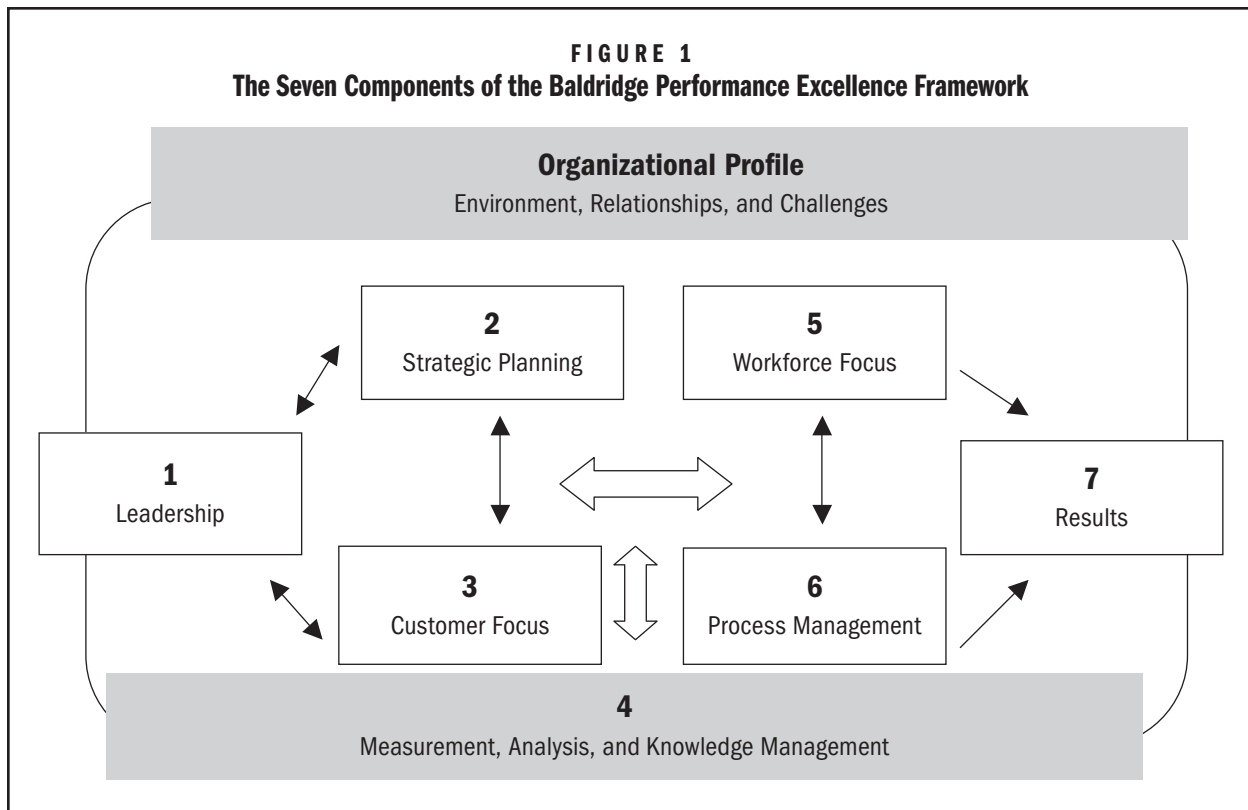 FIGURE 1
The Seven Components of the Baldridge Performance Excellence Framework
Organizational Profile
Environment, Relationships, and Challenges
2
Strategic Planning
5
Workforce Focus
1
Leadership
7
Results
3
Customer Focus
6
Process Management
4
Measurement, Analysis, and Knowledge Management